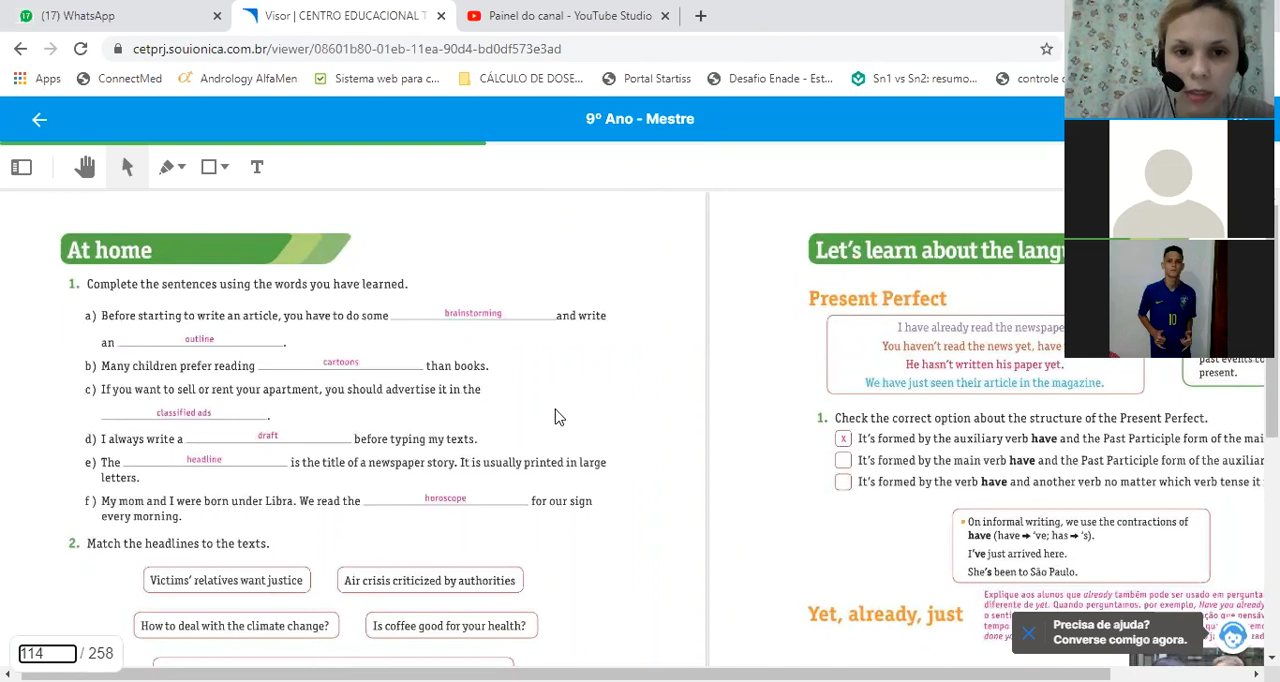 (17) WhatsApp
Visor | CENTRO EDUCACIONAL T
Painel do canal - YouTube Studio
cetprj.souionica.com.br/viewer/08601b80-01eb-11ea-90d4-bd0df573e3ad
Apps
ConnectMed
Andrology AlfaMen
Sistema web para c...
CÁLCULO DE DOSE...
Portal Startiss
Desafio Enade - Est...
Sn1 vs Sn2: resumo...
controle
9º Ano - Mestre
At home
1. Complete the sentences using the words you have learned.
a) Before starting to write an article, you have to do some brainstorming and write
an outline.
b) Many children prefer reading cartoons than books.
c) If you want to sell or rent your apartment, you should advertise it in the
classified ads.
d) I always write a draft before typing my texts.
e) The headline is the title of a newspaper story. It is usually printed in large
letters.
f) My mom and I were born under Libra. We read the horoscope for our sign
every morning.
2. Match the headlines to the texts.
Victims' relatives want justice
Air crisis criticized by authorities
How to deal with the climate change?
Is coffee good for your health?
114 / 258
Let's learn about the
Present Perfect
I have already read the
You haven't read the news yet, have
He hasn't written his paper yet.
We have just seen their article in the magazine.
past events
present.
1. Check the correct option about the structure of the Present Perfect.
x It's formed by the auxiliary verb have and the Past Participle form of the
It's formed by the main verb have and the Past Participle form of the
It's formed by the verb have and another verb no matter which verb tense it
On informal writing, we use the contractions of
have (have ➔ 've; has ➔ 's).
I've just arrived here.
She's been to São Paulo.
Yet, already, just
Explique aos alunos que already também pode ser usado em
diferente de yet. Quando perguntamos, por exemplo, Have you
Precisa de ajuda?
Converse comigo agora.
10